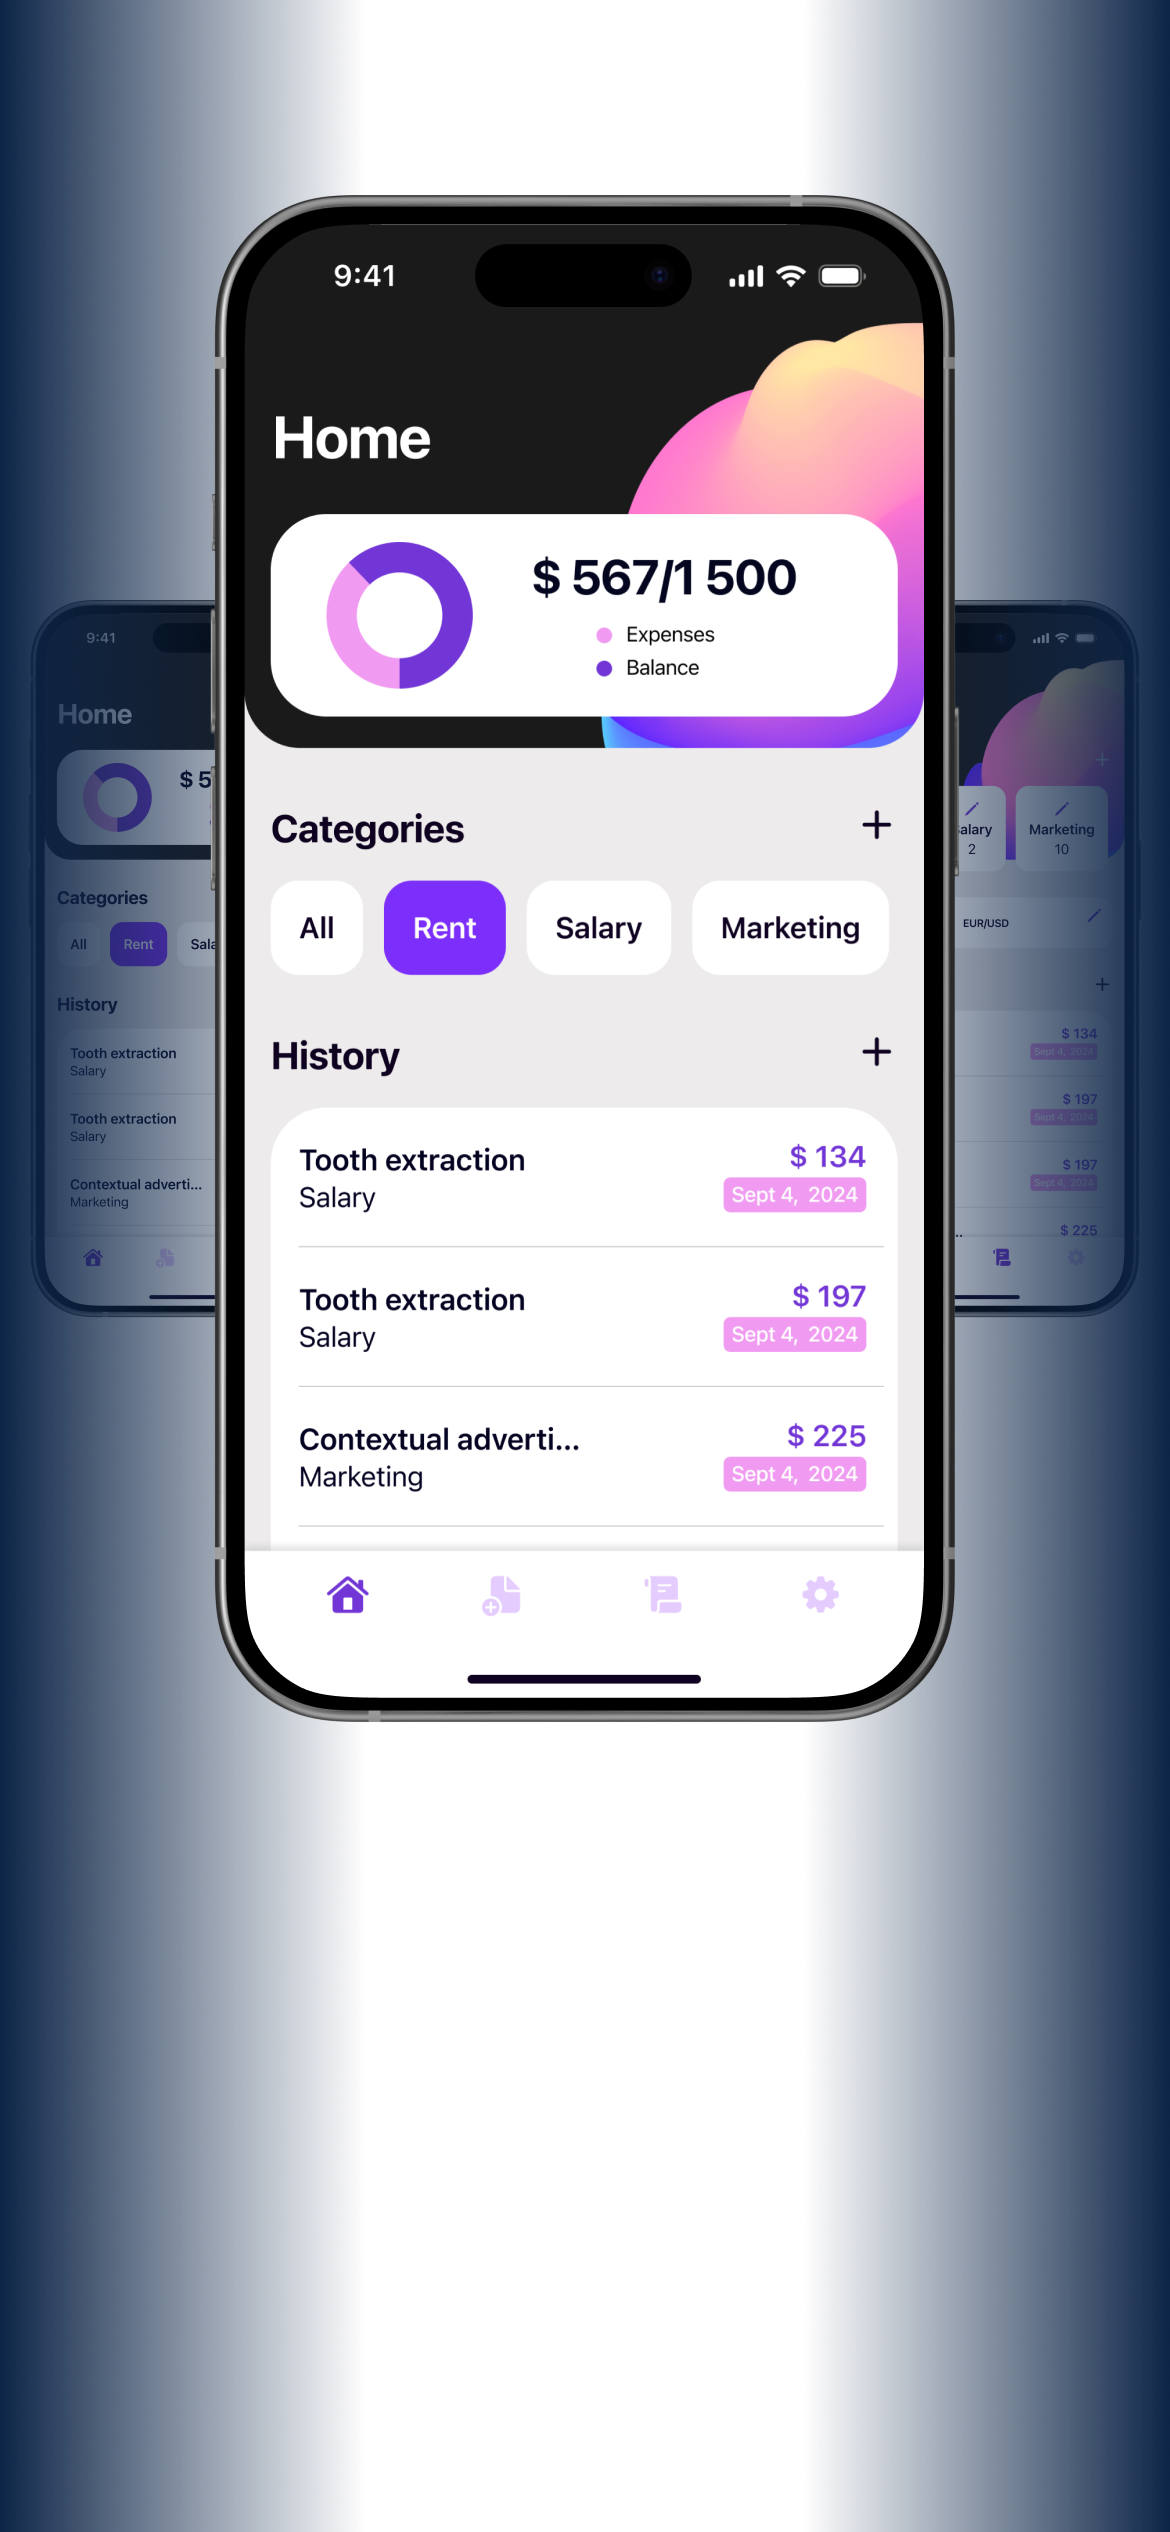 9:41
Home
$ 567/1 500
Expenses
Balance
Categories
All
Rent
Salary
Marketing
History
Tooth extraction
$ 134
Salary
Sept 4, 2024
Tooth extraction
$ 197
Salary
Sept 4, 2024
Contextual adverti...
$ 225
Marketing
Sept 4, 2024
9:41
Home
$ 5
Categories
All
Rent
Sala
History
Tooth extraction
Salary
Tooth extraction
Salary
Contextual adverti...
Marketing
alary
2
Marketing
10
EUR/USD
$ 134
Sept 4, 2024
$ 197
Sept 4, 2024
$ 197
Sept 4, 2024
..
$ 225